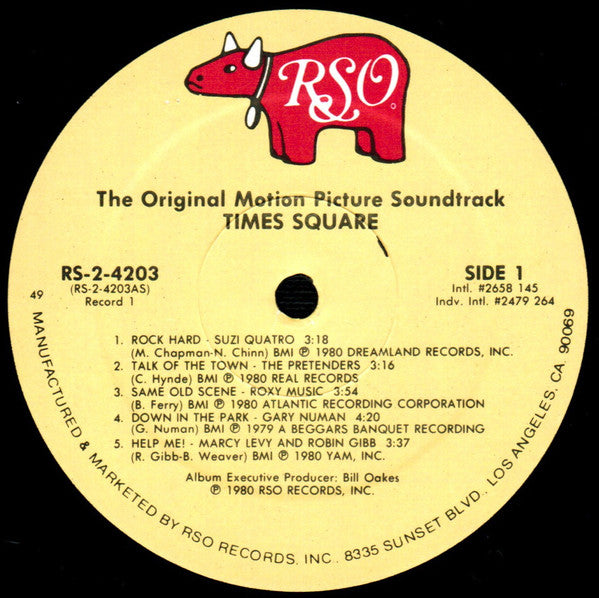 RSO
The Original Motion Picture Soundtrack
TIMES SQUARE
RS-2-4203
(RS-2-4203AS)
Record 1
SIDE 1
Intl. #2658 145
Indv. Intl. #2479 264
49
1. ROCK HARD - SUZI QUATRO 3:18
(M. Chapman-N. Chinn) BMI ℗ 1980 DREAMLAND RECORDS, INC.
2. TALK OF THE TOWN - THE PRETENDERS 3:16
(C. Hynde) BMI ℗ 1980 REAL RECORDS
3. SAME OLD SCENE - ROXY MUSIC 3:54
(B. Ferry) BMI ℗ 1980 ATLANTIC RECORDING CORPORATION
4. DOWN IN THE PARK - GARY NUMAN 4:20
(G. Numan) BMI ℗ 1979 A BEGGARS BANQUET RECORDING
5. HELP ME! - MARCY LEVY AND ROBIN GIBB 3:37
(R. Gibb-B. Weaver) BMI ℗ 1980 YAM, INC.
Album Executive Producer: Bill Oakes
℗ 1980 RSO RECORDS, INC.
MANUFACTURED & MARKETED BY RSO RECORDS, INC., 8335 SUNSET BLVD., LOS ANGELES, CA 90069